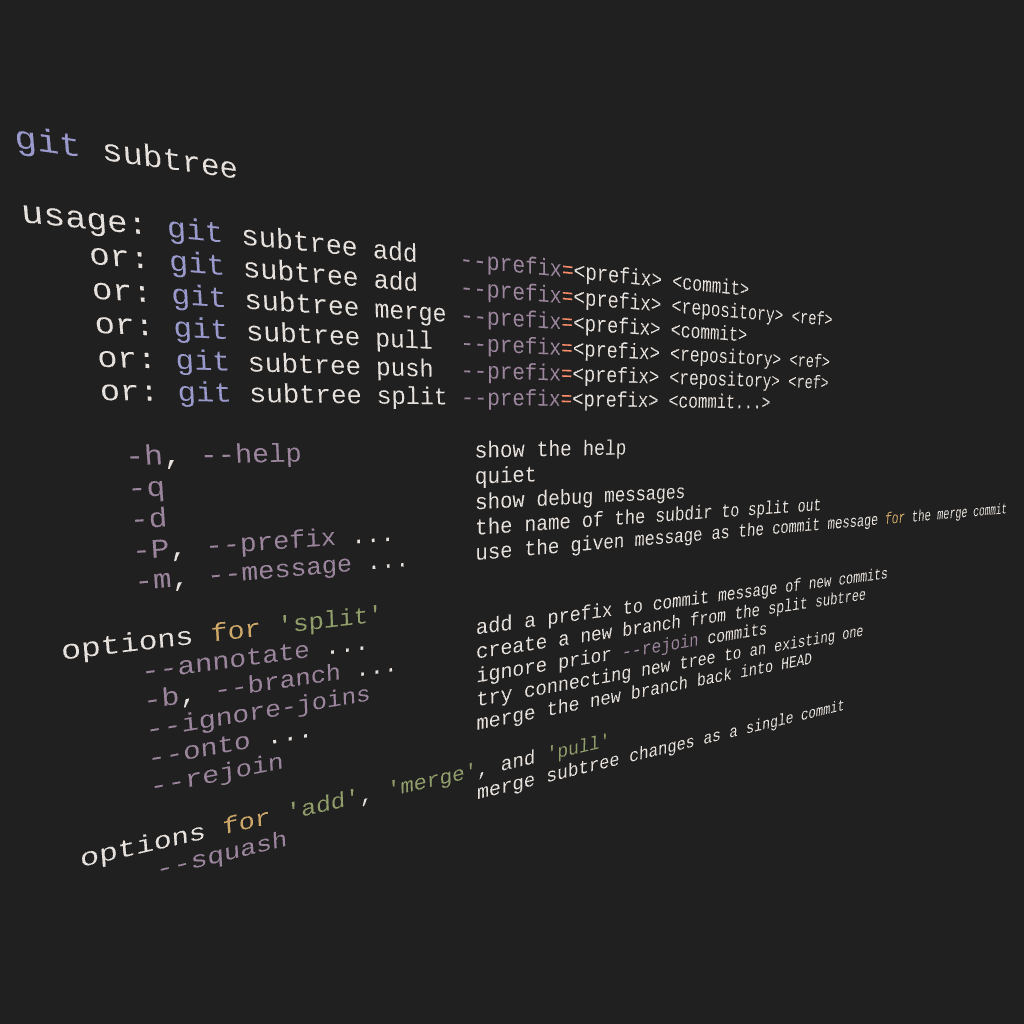 git subtree
usage: git subtree add --prefix=<prefix> <commit>
or: git subtree add --prefix=<prefix> <repository> <ref>
or: git subtree merge --prefix=<prefix> <commit>
or: git subtree pull --prefix=<prefix> <repository> <ref>
or: git subtree push --prefix=<prefix> <repository> <ref>
or: git subtree split --prefix=<prefix> <commit...>
-h, --help show the help
-q quiet
-d show debug messages
-P, --prefix ... the name of the subdir to split out
-m, --message ... use the given message as the commit message for the merge commit
options for 'split'
--annotate ... add a prefix to commit message of new commits
-b, --branch ... create a new branch from the split subtree
--ignore-joins ignore prior --rejoin commits
--onto ... try connecting new tree to an existing one
--rejoin merge the new branch back into HEAD
options for 'add', 'merge', and 'pull'
--squash merge subtree changes as a single commit